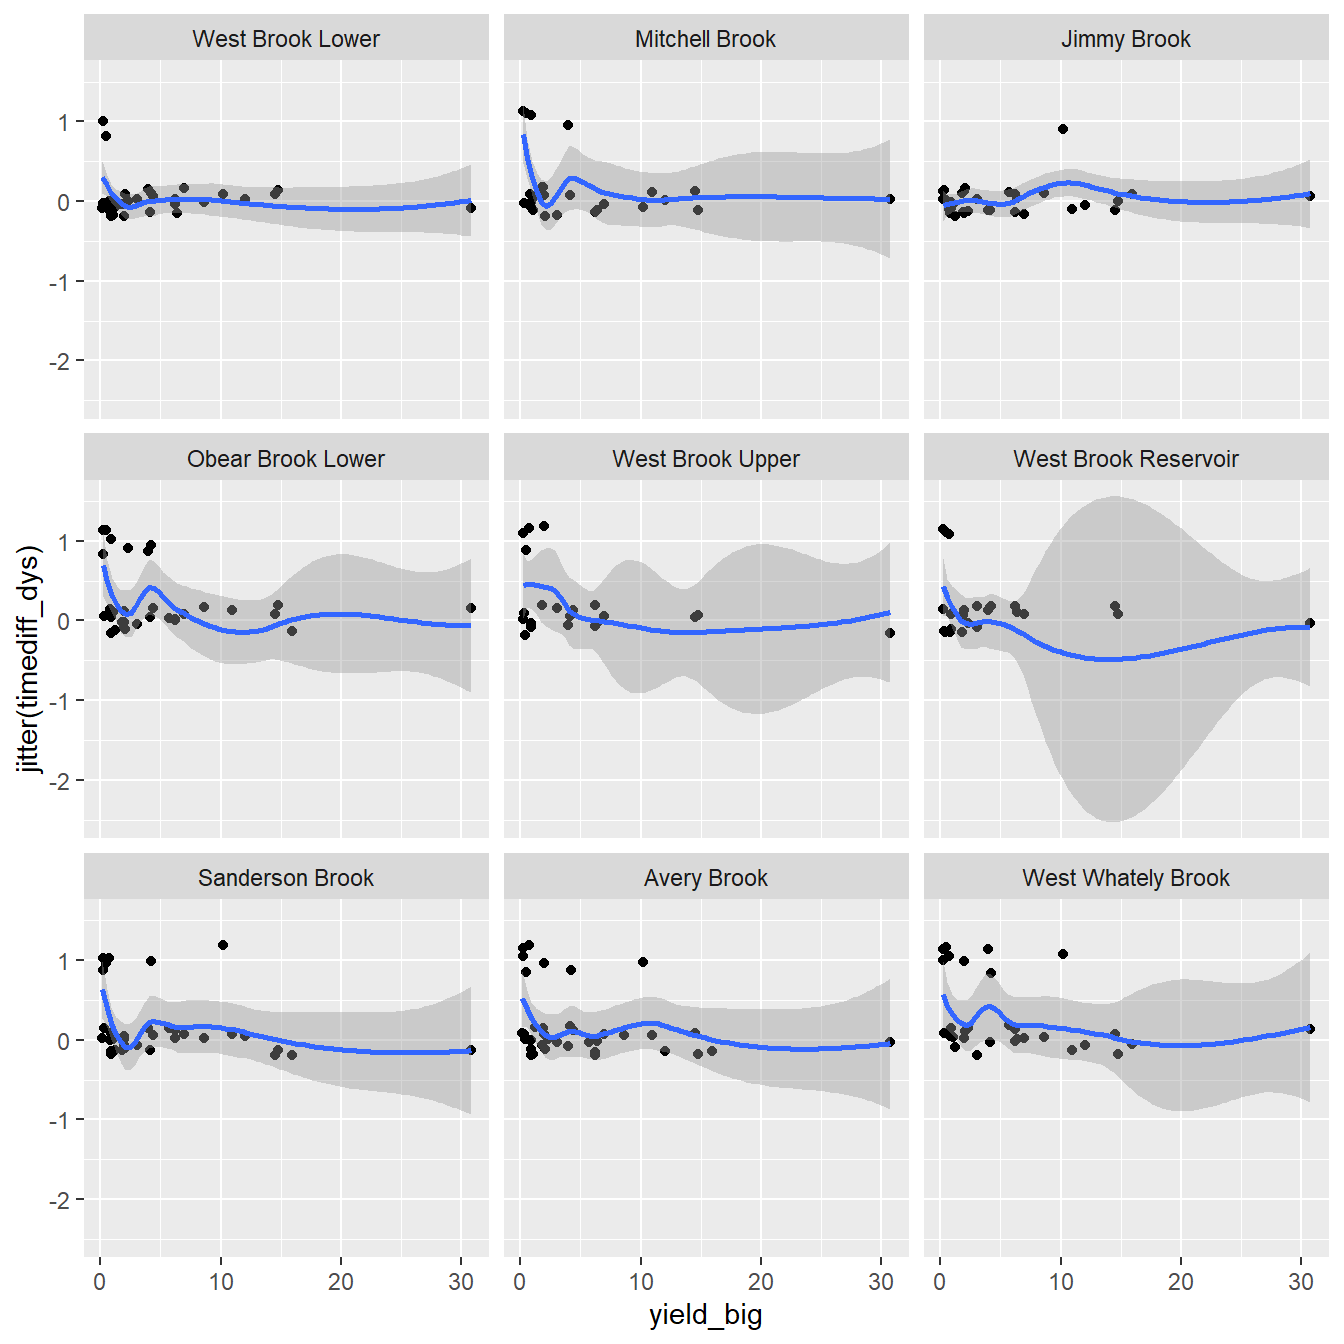 West Brook Lower Mitchell Brook Jimmy Brook
1
0
-1
-2
Obear Brook Lower West Brook Upper West Brook Reservoir
1
0
-1
-2
jitter(timediff_dys)
Sanderson Brook Avery Brook West Whately Brook
1
0
-1
-2
0 10 20 30 0 10 20 30 0 10 20 30
yield_big